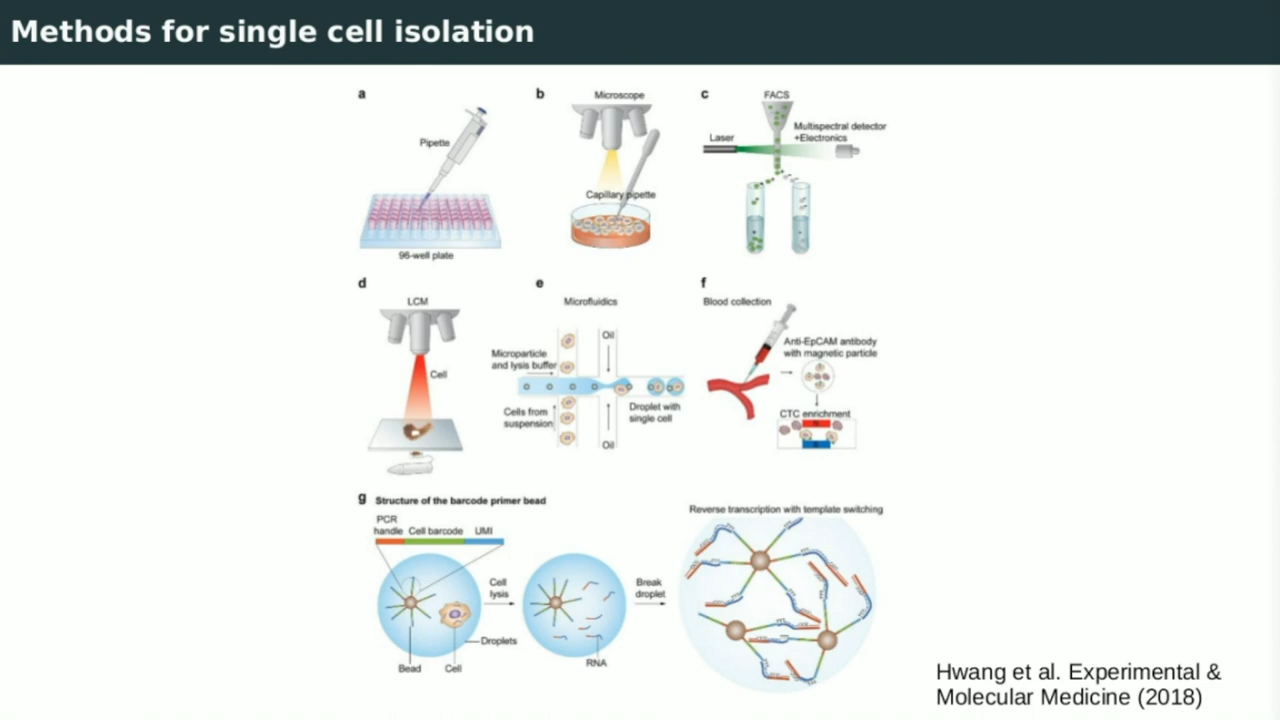 Methods for single cell isolation
a
Pipette
96-well plate
b
Microscope
Capillary pipette
c
FACS
Laser
Multispectral detector
+Electronics
d
LCM
Cell
e
Microfluidics
Oil
Microparticle
and lysis buffer
Cells from
suspension
Droplet with
single cell
Oil
f
Blood collection
Anti-EpCAM antibody
with magnetic particle
CTC enrichment
g
Structure of the barcode primer bead
PCR
handle Cell barcode UMI
Cell
lysis
Droplets
Bead
Cell
RNA
Break
droplet
Reverse transcription with template switching
Hwang et al. Experimental &
Molecular Medicine (2018)